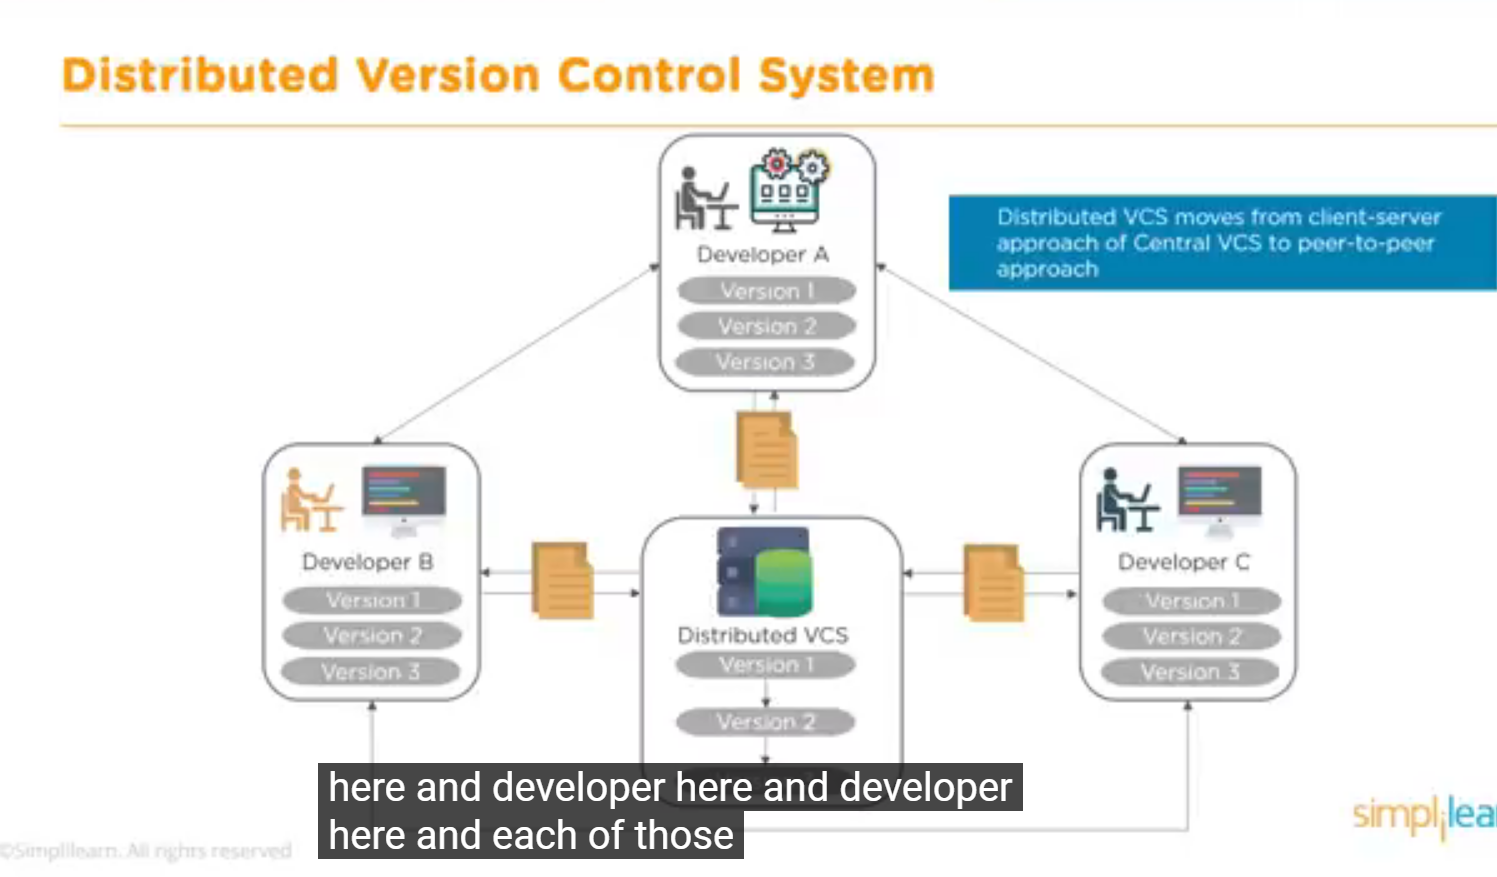 Distributed Version Control System
Distributed VCS moves from client-server
approach of Central VCS to peer-to-peer
approach
Developer A
Version 1
Version 2
Version 3
Developer B
Version 1
Version 2
Version 3
Distributed VCS
Version 1
Version 2
Developer C
Version 1
Version 2
Version 3
here and developer here and developer
here and each of those
©Simplilearn. All rights reserved
simplilear